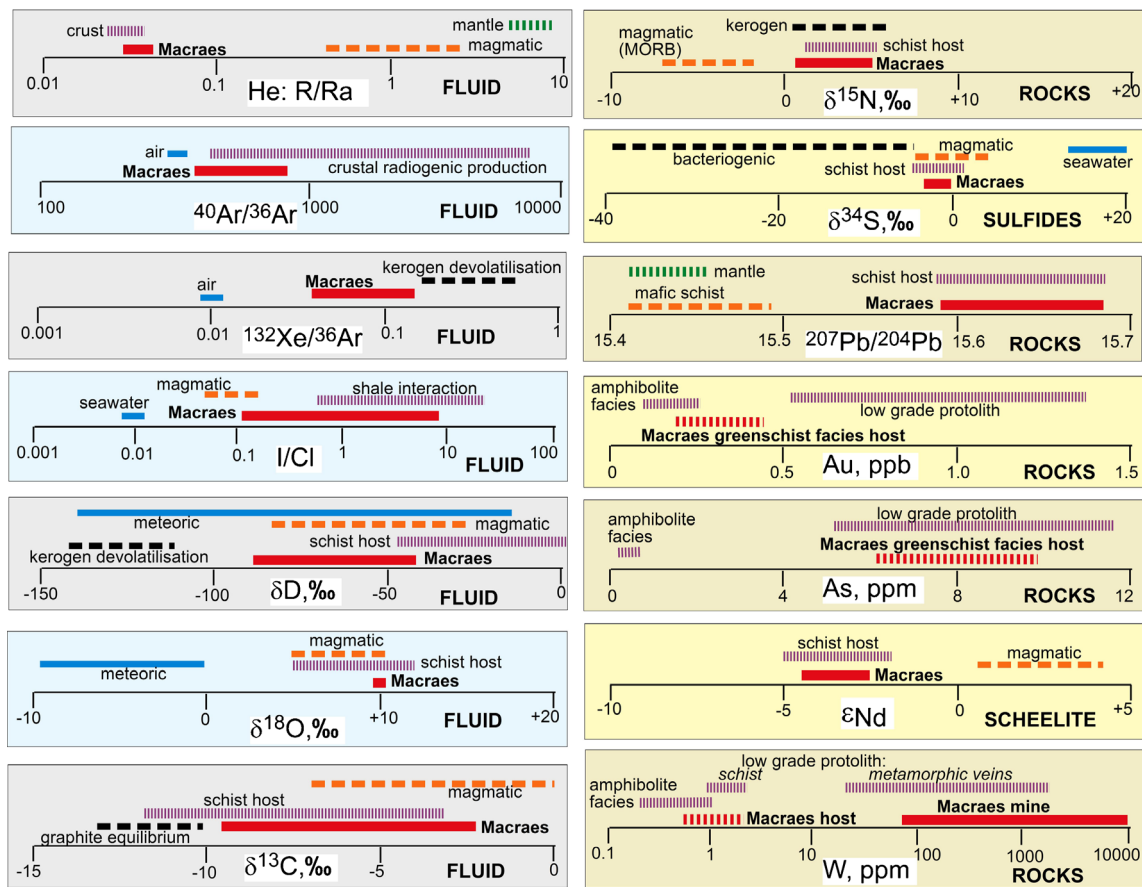 crust
mantle
Macraes
magmatic
0.01
0.1
1
10
He: R/Ra
FLUID
air
Macraes
crustal radiogenic production
100
1000
10000
⁴⁰Ar/³⁶Ar
FLUID
kerogen devolatilisation
Macraes
air
0.001
0.01
0.1
1
¹³²Xe/³⁶Ar
FLUID
magmatic
shale interaction
seawater
Macraes
0.001
0.01
0.1
1
10
100
I/Cl
FLUID
meteoric
magmatic
schist host
kerogen devolatilisation
Macraes
-150
-100
-50
0
δD,‰
FLUID
magmatic
schist host
meteoric
Macraes
-10
0
+10
+20
δ¹⁸O,‰
FLUID
magmatic
schist host
graphite equilibrium
Macraes
-15
-10
-5
0
δ¹³C,‰
FLUID
kerogen
magmatic
(MORB)
schist host
Macraes
-10
0
+10
+20
δ¹⁵N,‰
ROCKS
bacteriogenic
magmatic
schist host
seawater
Macraes
-40
-20
0
+20
δ³⁴S,‰
SULFIDES
mantle
schist host
mafic schist
Macraes
15.4
15.5
15.6
15.7
²⁰⁷Pb/²⁰⁴Pb
ROCKS
amphibolite
facies
low grade protolith
Macraes greenschist facies host
0
0.5
1.0
1.5
Au, ppb
ROCKS
low grade protolith
amphibolite
facies
Macraes greenschist facies host
0
4
8
12
As, ppm
ROCKS
schist host
magmatic
Macraes
-10
-5
0
+5
εNd
SCHEELITE
low grade protolith:
schist
metamorphic veins
amphibolite
facies
Macraes mine
Macraes host
0.1
1
10
100
1000
10000
W, ppm
ROCKS